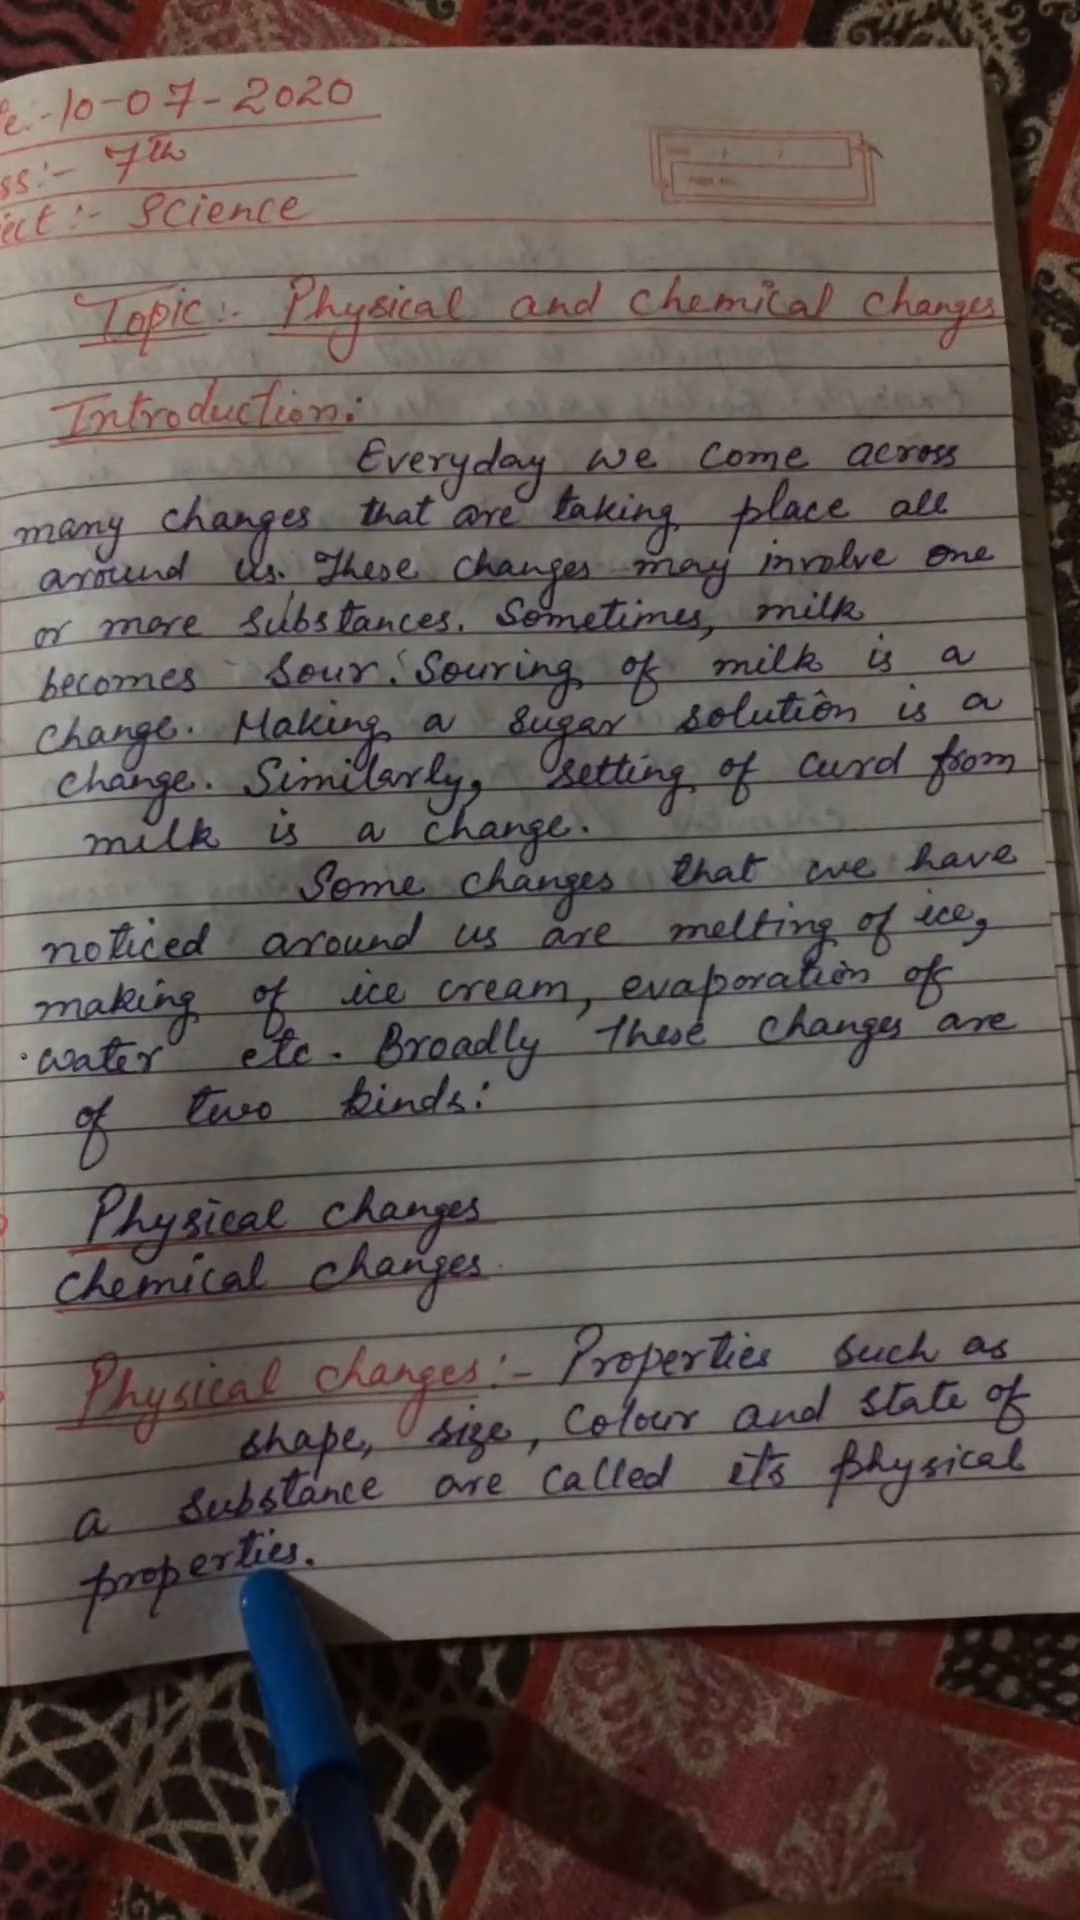 e:-10-07-2020
ss:- 7th
ect:- Science
Topic:- Physical and chemical changes
Introduction:
Everyday we come across
many changes that are taking place all
around us. These changes may involve one
or more substances. Sometimes, milk
becomes sour. Souring of milk is a
change. Making a sugar solution is a
change. Similarly, setting of curd from
milk is a change.
Some changes that we have
noticed around us are melting of ice,
making of ice cream, evaporation of
water etc. Broadly these changes are
of two kinds:
Physical changes
Chemical changes
Physical changes:- Properties such as
shape, size, colour and state of
a substance are called its physical
properties.